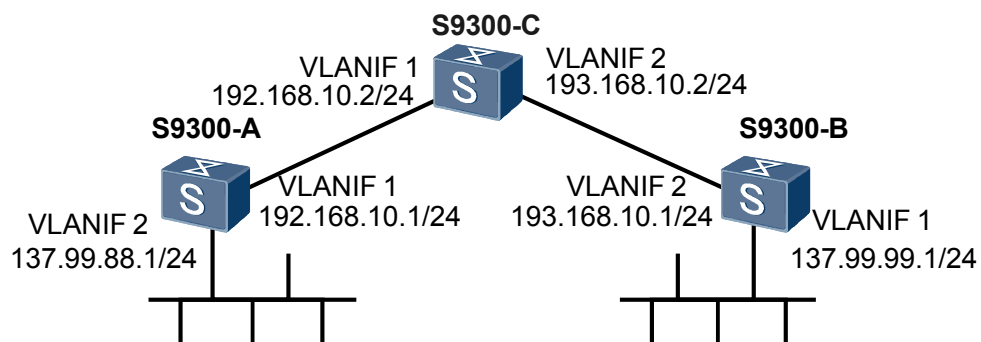 S9300-C
VLANIF 1
192.168.10.2/24
VLANIF 2
193.168.10.2/24
S
S9300-A
S9300-B
S
VLANIF 1
192.168.10.1/24
VLANIF 2
193.168.10.1/24
S
VLANIF 2
137.99.88.1/24
VLANIF 1
137.99.99.1/24